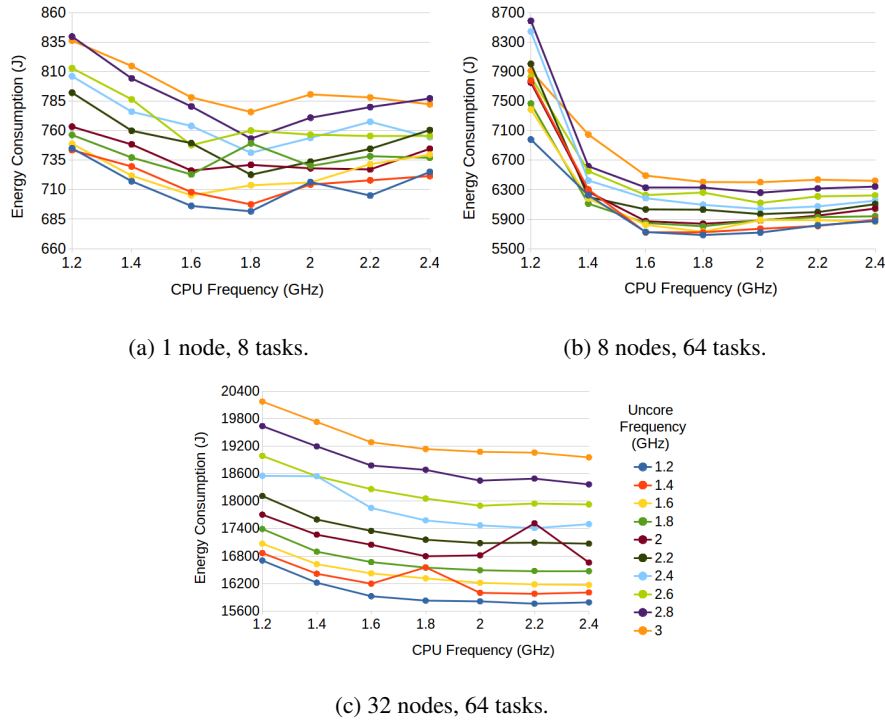 860
835
810
785
760
735
710
685
660
Energy Consumption (J)
1.2 1.4 1.6 1.8 2 2.2 2.4
CPU Frequency (GHz)
(a) 1 node, 8 tasks.
8700
8300
7900
7500
7100
6700
6300
5900
5500
Energy Consumption (J)
1.2 1.4 1.6 1.8 2 2.2 2.4
CPU Frequency (GHz)
(b) 8 nodes, 64 tasks.
20400
19800
19200
18600
18000
17400
16800
16200
15600
Energy Consumption (J)
1.2 1.4 1.6 1.8 2 2.2 2.4
CPU Frequency (GHz)
Uncore
Frequency
(GHz)
1.2
1.4
1.6
1.8
2
2.2
2.4
2.6
2.8
3
(c) 32 nodes, 64 tasks.